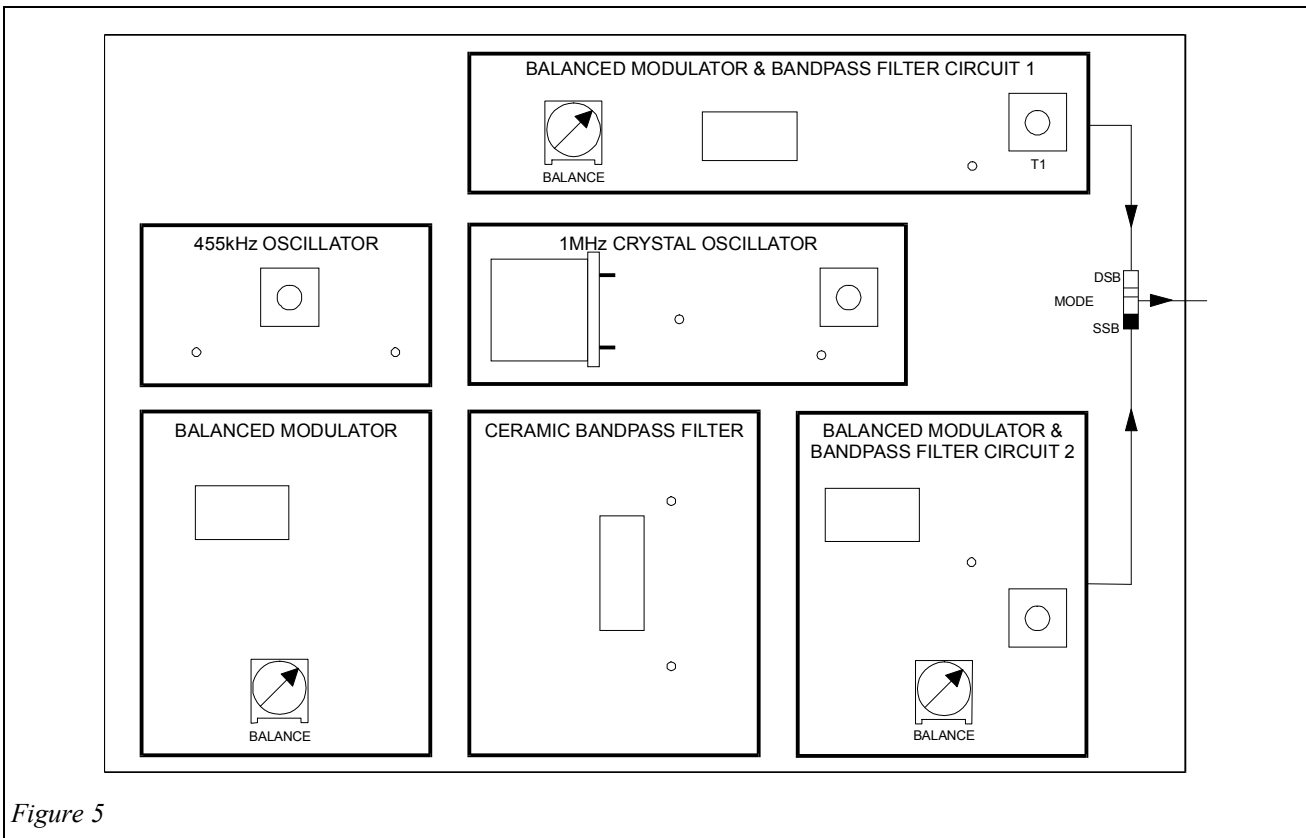 BALANCED MODULATOR & BANDPASS FILTER CIRCUIT 1
BALANCE
T1
455kHz OSCILLATOR
1MHz CRYSTAL OSCILLATOR
DSB
MODE
SSB
BALANCED MODULATOR
BALANCE
CERAMIC BANDPASS FILTER
BALANCED MODULATOR &
BANDPASS FILTER CIRCUIT 2
BALANCE
Figure 5